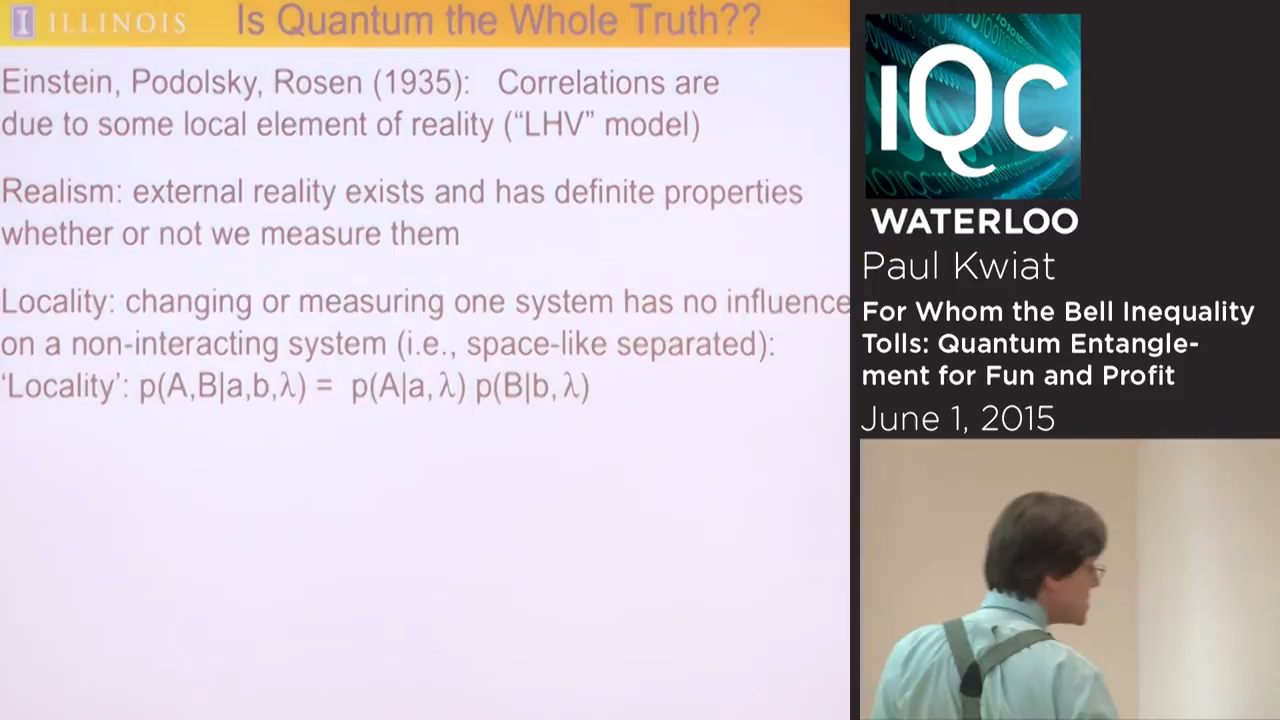 I ILLINOIS
Is Quantum the Whole Truth??
Einstein, Podolsky, Rosen (1935): Correlations are
due to some local element of reality (“LHV” model)
Realism: external reality exists and has definite properties
whether or not we measure them
Locality: changing or measuring one system has no influence
on a non-interacting system (i.e., space-like separated):
‘Locality’: p(A,B|a,b,λ) = p(A|a,λ) p(B|b,λ)
IQC
WATERLOO
Paul Kwiat
For Whom the Bell Inequality
Tolls: Quantum Entangle-
ment for Fun and Profit
June 1, 2015